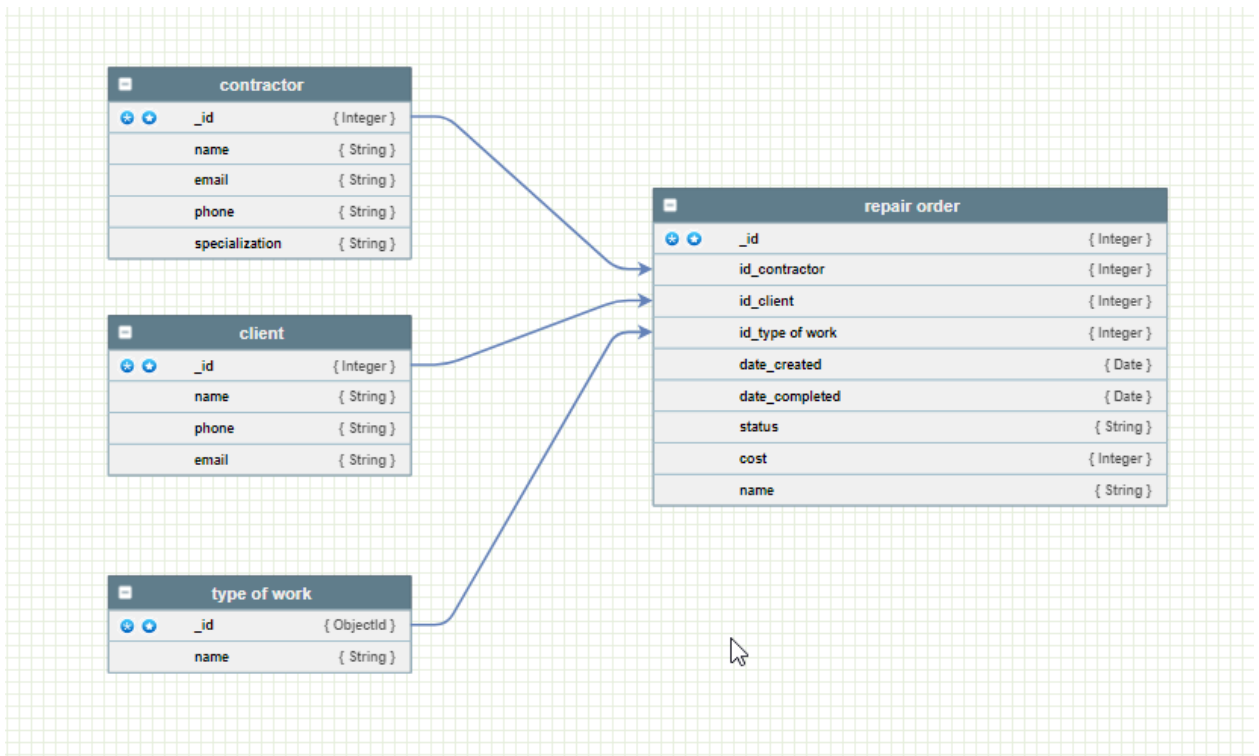 contractor
_id { Integer }
name { String }
email { String }
phone { String }
specialization { String }
client
_id { Integer }
name { String }
phone { String }
email { String }
type of work
_id { ObjectId }
name { String }
repair order
_id { Integer }
id_contractor { Integer }
id_client { Integer }
id_type of work { Integer }
date_created { Date }
date_completed { Date }
status { String }
cost { Integer }
name { String }